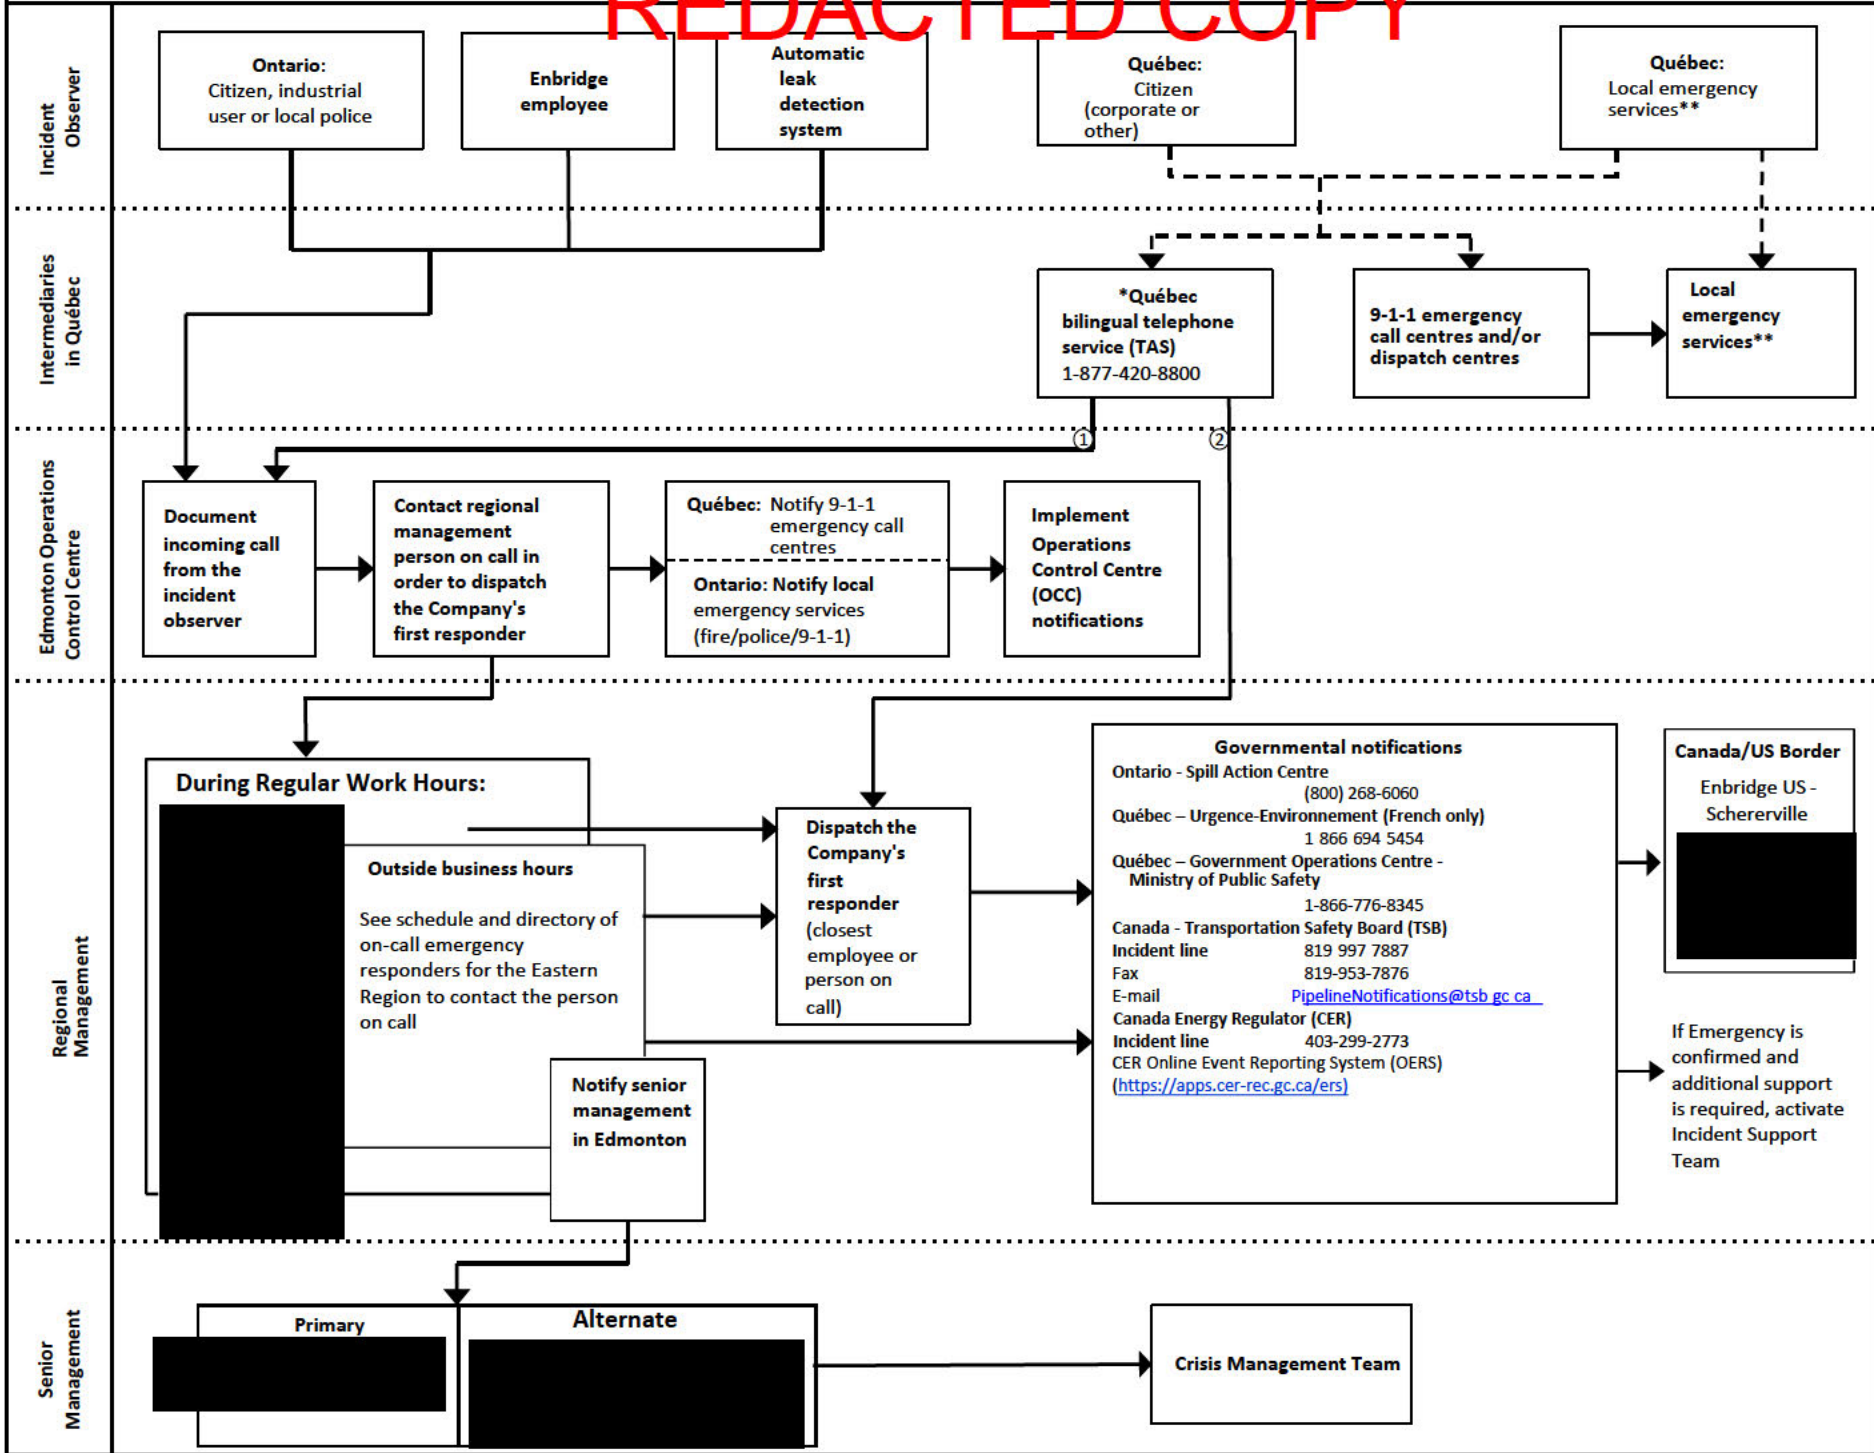 REDACTED COPY
Incident
Observer
Ontario:
Citizen, industrial
user or local police
Enbridge
employee
Automatic
leak
detection
system
Québec:
Citizen
(corporate or
other)
Québec:
Local emergency
services**
Intermediaries
in Québec
*Québec
bilingual telephone
service (TAS)
1-877-420-8800
9-1-1 emergency
call centres and/or
dispatch centres
Local
emergency
services**
1
2
Edmonton Operations
Control Centre
Document
incoming call
from the
incident
observer
Contact regional
management
person on call in
order to dispatch
the Company's
first responder
Québec: Notify 9-1-1
emergency call
centres
Ontario: Notify local
emergency services
(fire/police/9-1-1)
Implement
Operations
Control Centre
(OCC)
notifications
Regional
Management
During Regular Work Hours:
Outside business hours
See schedule and directory of
on-call emergency
responders for the Eastern
Region to contact the person
on call
Notify senior
management
in Edmonton
Dispatch the
Company's
first
responder
(closest
employee or
person on
call)
Governmental notifications
Ontario - Spill Action Centre
(800) 268-6060
Québec – Urgence-Environnement (French only)
1 866 694 5454
Québec – Government Operations Centre -
Ministry of Public Safety
1-866-776-8345
Canada - Transportation Safety Board (TSB)
Incident line 819 997 7887
Fax 819-953-7876
E-mail PipelineNotifications@tsb gc ca
Canada Energy Regulator (CER)
Incident line 403-299-2773
CER Online Event Reporting System (OERS)
(https://apps.cer-rec.gc.ca/ers)
Canada/US Border
Enbridge US -
Schererville
If Emergency is
confirmed and
additional support
is required, activate
Incident Support
Team
Senior
Management
Primary
Alternate
Crisis Management Team